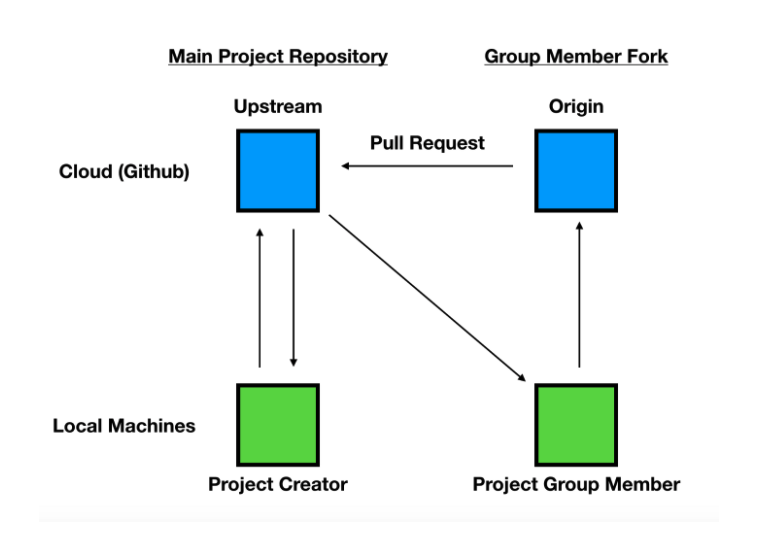 Main Project Repository
Group Member Fork
Upstream
Origin
Pull Request
Cloud (Github)
Local Machines
Project Creator
Project Group Member